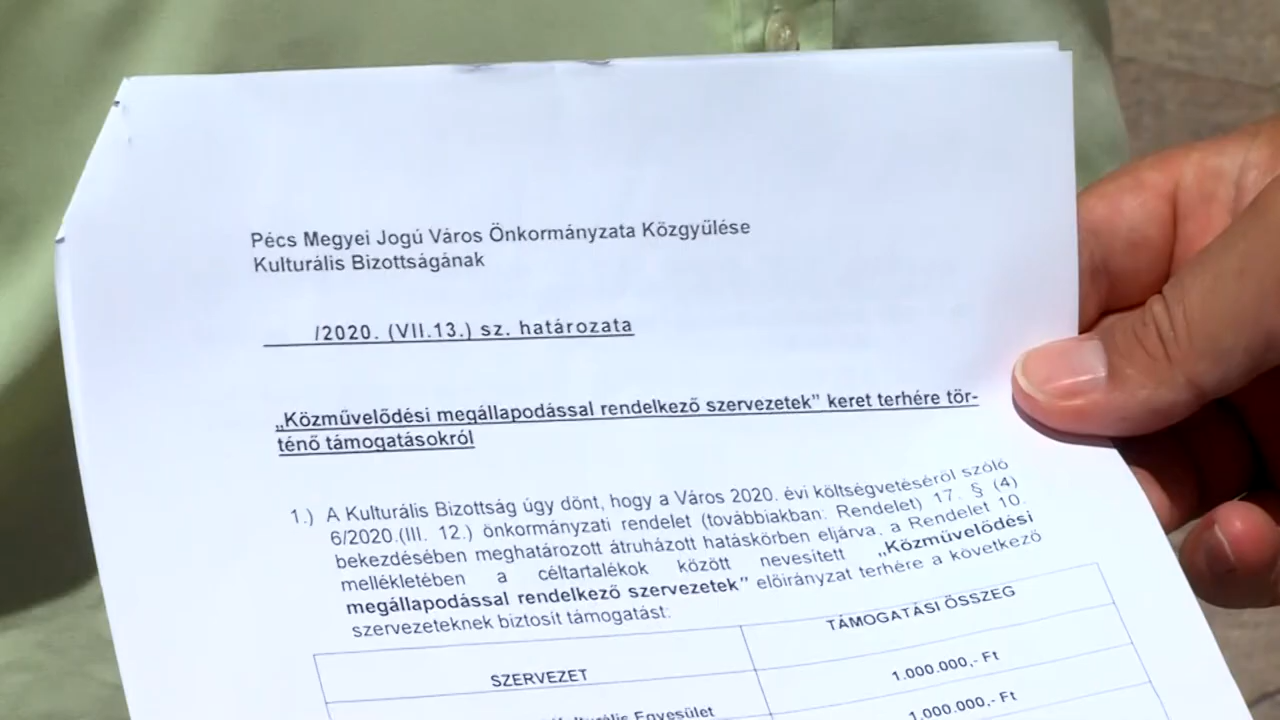 Pécs Megyei Jogú Város Önkormányzata Közgyűlése
Kulturális Bizottságának
/2020. (VII.13.) sz. határozata
„Közművelődési megállapodással rendelkező szervezetek” keret terhére tör-
ténő támogatásokról
1.) A Kulturális Bizottság úgy dönt, hogy a Város 2020. évi költségvetéséről szóló
6/2020.(III. 12.) önkormányzati rendelet (továbbiakban: Rendelet) 17. § (4)
bekezdésében meghatározott átruházott hatáskörben eljárva, a Rendelet 10.
mellékletében a céltartalékok között nevesített „Közművelődési
megállapodással rendelkező szervezetek” előirányzat terhére a következő
szervezeteknek biztosít támogatást:
SZERVEZET TÁMOGATÁSI ÖSSZEG
1.000.000,- Ft
Egyesület 1.000.000,- Ft